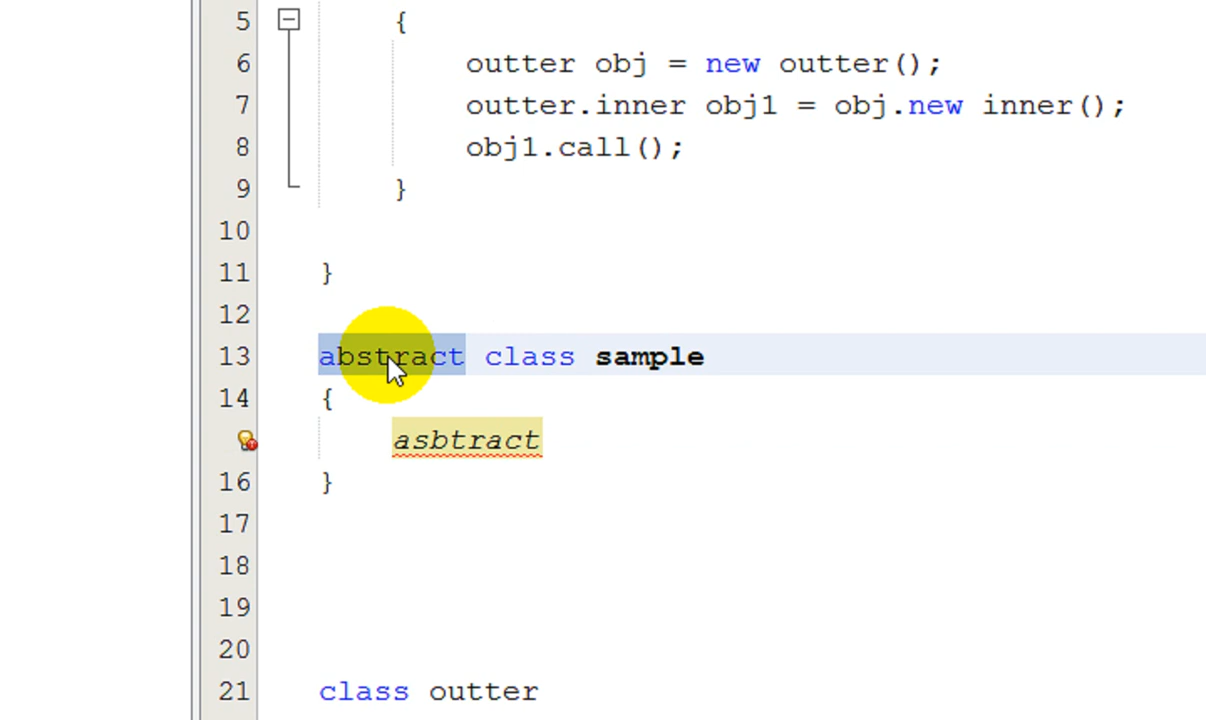 5 {
6 outter obj = new outter();
7 outter.inner obj1 = obj.new inner();
8 obj1.call();
9 }
10
11 }
12
13 abstract class sample
14 {
asbtract
16 }
17
18
19
20
21 class outter